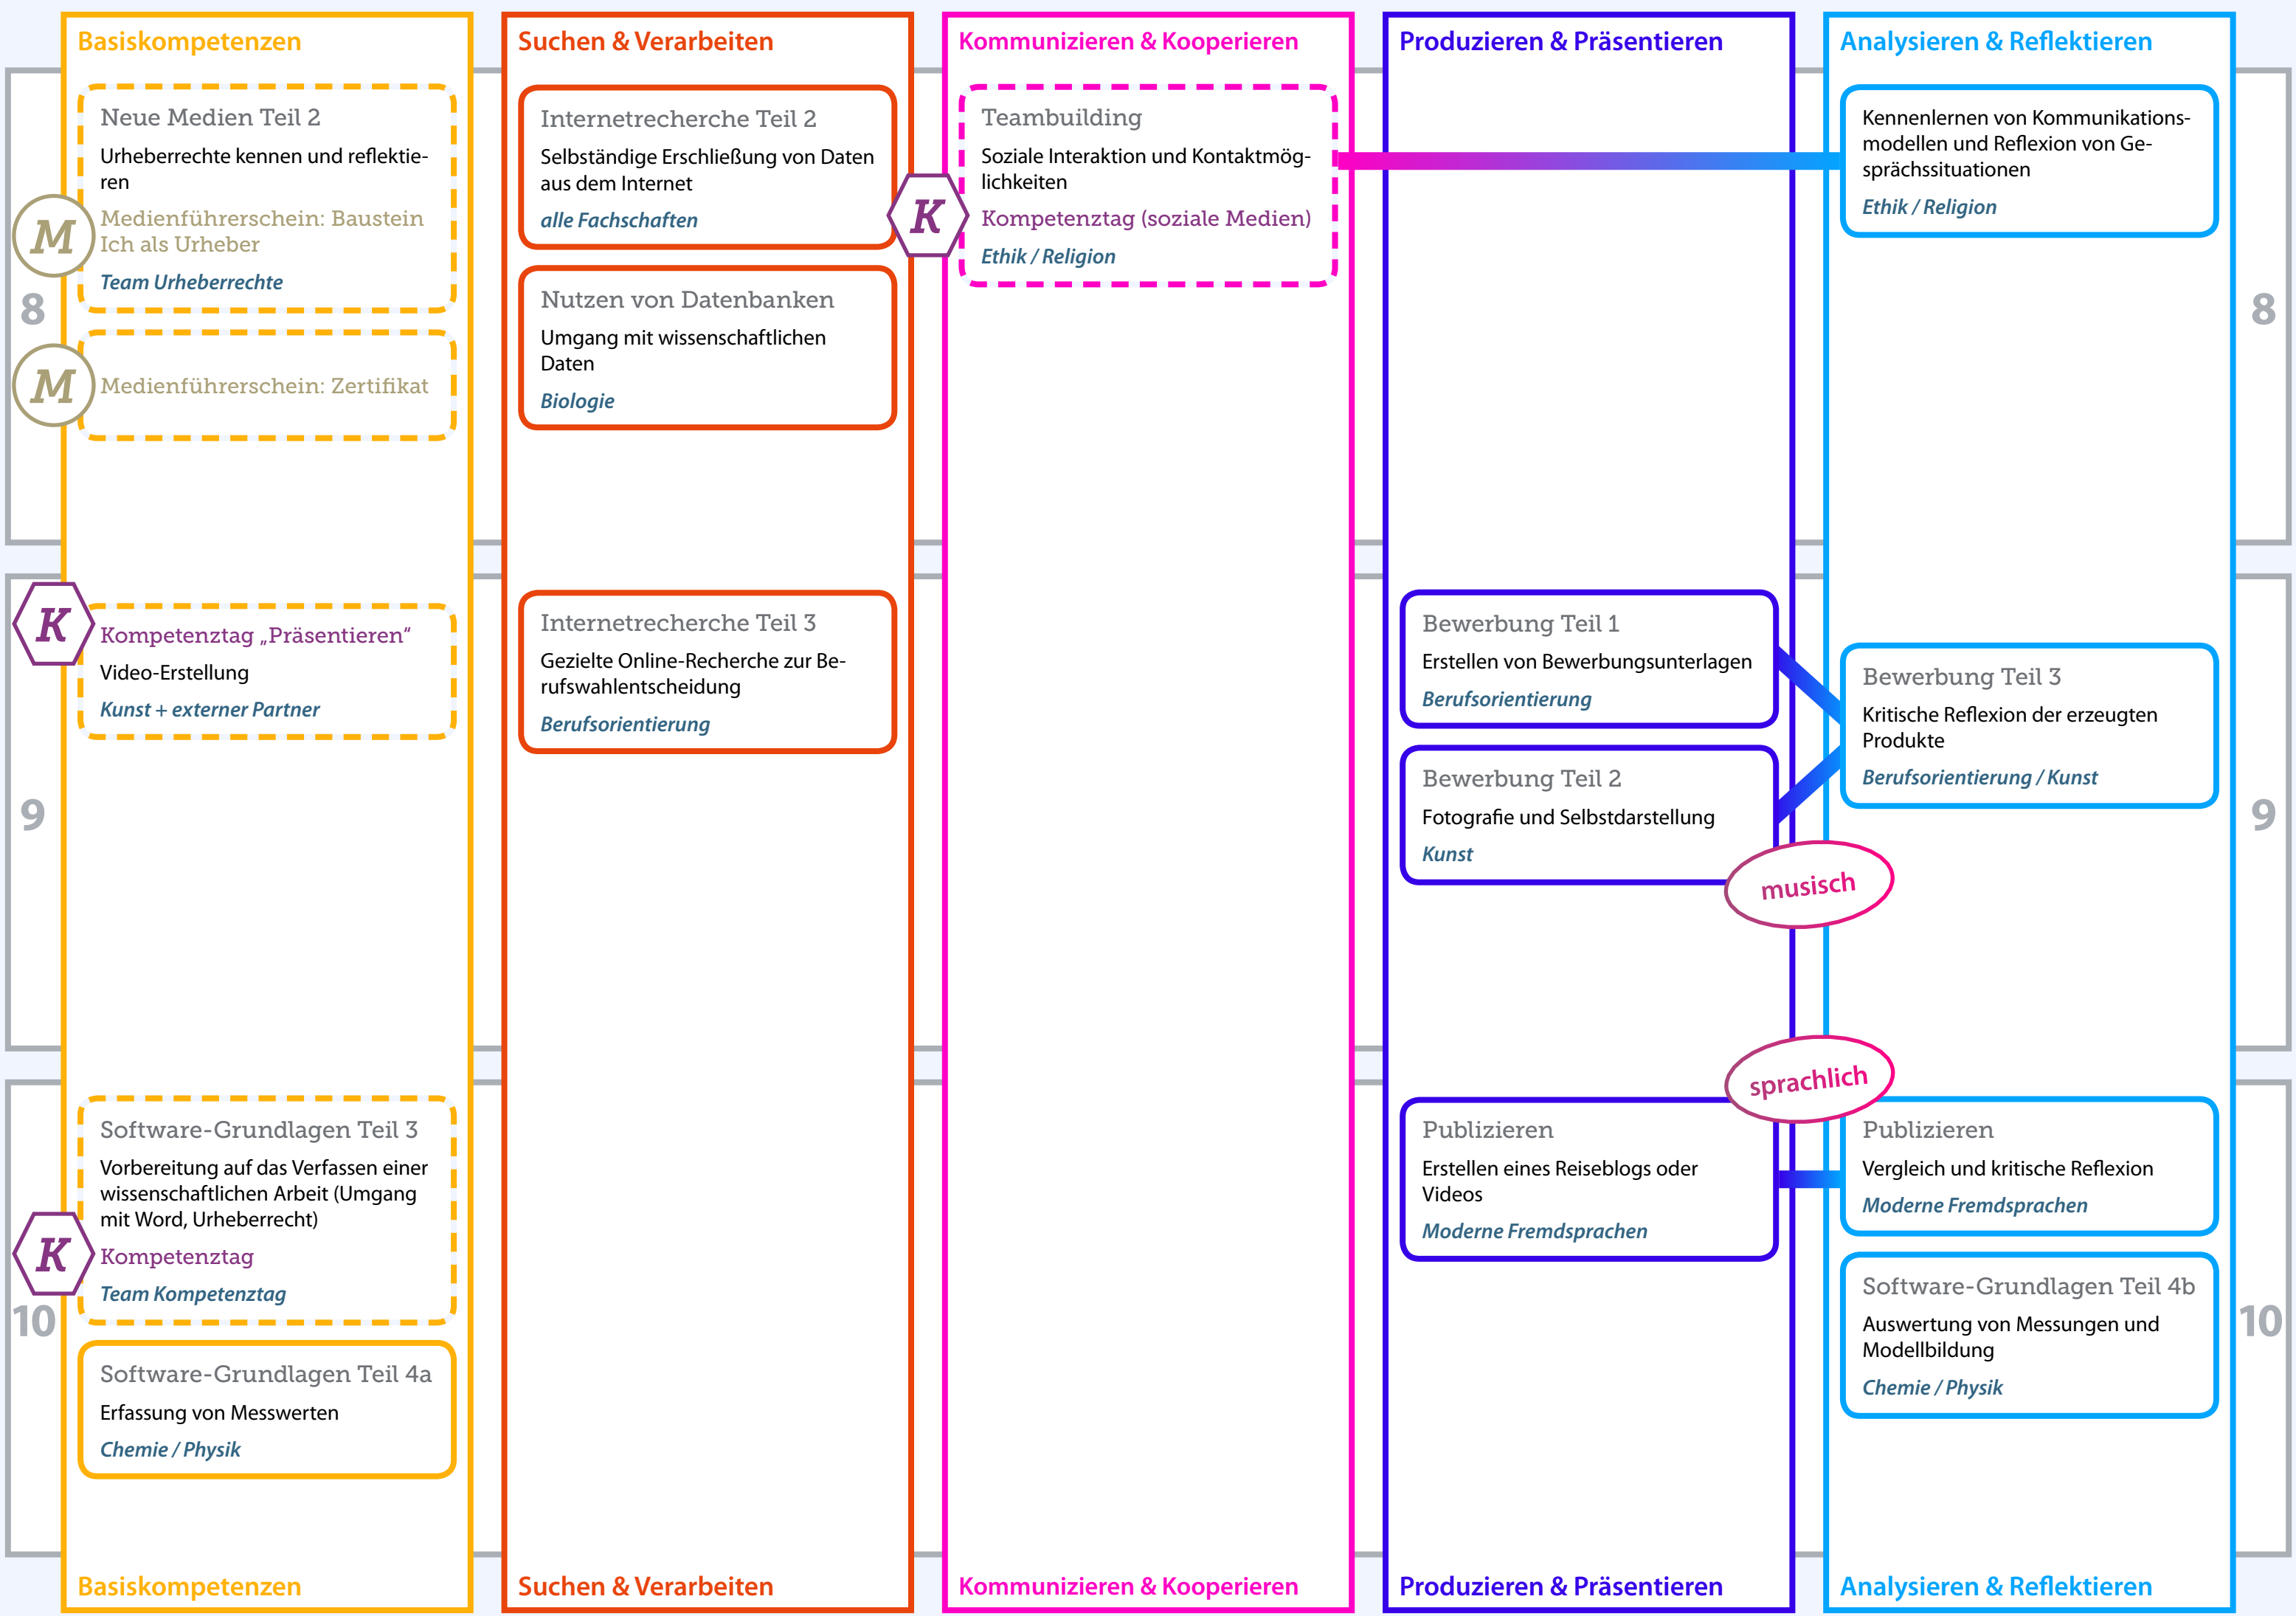 Basiskompetenzen
Suchen & Verarbeiten
Kommunizieren & Kooperieren
Produzieren & Präsentieren
Analysieren & Reflektieren
8
Neue Medien Teil 2
Urheberrechte kennen und reflektie-
ren
M
Medienführerschein: Baustein
Ich als Urheber
Team Urheberrechte
M
Medienführerschein: Zertifikat
Internetrecherche Teil 2
Selbständige Erschließung von Daten
aus dem Internet
alle Fachschaften
Nutzen von Datenbanken
Umgang mit wissenschaftlichen
Daten
Biologie
K
Teambuilding
Soziale Interaktion und Kontaktmög-
lichkeiten
Kompetenztag (soziale Medien)
Ethik / Religion
Kennenlernen von Kommunikations-
modellen und Reflexion von Ge-
sprächssituationen
Ethik / Religion
8
9
K
Kompetenztag „Präsentieren“
Video-Erstellung
Kunst + externer Partner
Internetrecherche Teil 3
Gezielte Online-Recherche zur Be-
rufswahlentscheidung
Berufsorientierung
Bewerbung Teil 1
Erstellen von Bewerbungsunterlagen
Berufsorientierung
Bewerbung Teil 2
Fotografie und Selbstdarstellung
Kunst
musisch
Bewerbung Teil 3
Kritische Reflexion der erzeugten
Produkte
Berufsorientierung / Kunst
9
10
Software-Grundlagen Teil 3
Vorbereitung auf das Verfassen einer
wissenschaftlichen Arbeit (Umgang
mit Word, Urheberrecht)
K
Kompetenztag
Team Kompetenztag
Software-Grundlagen Teil 4a
Erfassung von Messwerten
Chemie / Physik
sprachlich
Publizieren
Erstellen eines Reiseblogs oder
Videos
Moderne Fremdsprachen
Publizieren
Vergleich und kritische Reflexion
Moderne Fremdsprachen
Software-Grundlagen Teil 4b
Auswertung von Messungen und
Modellbildung
Chemie / Physik
10
Basiskompetenzen
Suchen & Verarbeiten
Kommunizieren & Kooperieren
Produzieren & Präsentieren
Analysieren & Reflektieren